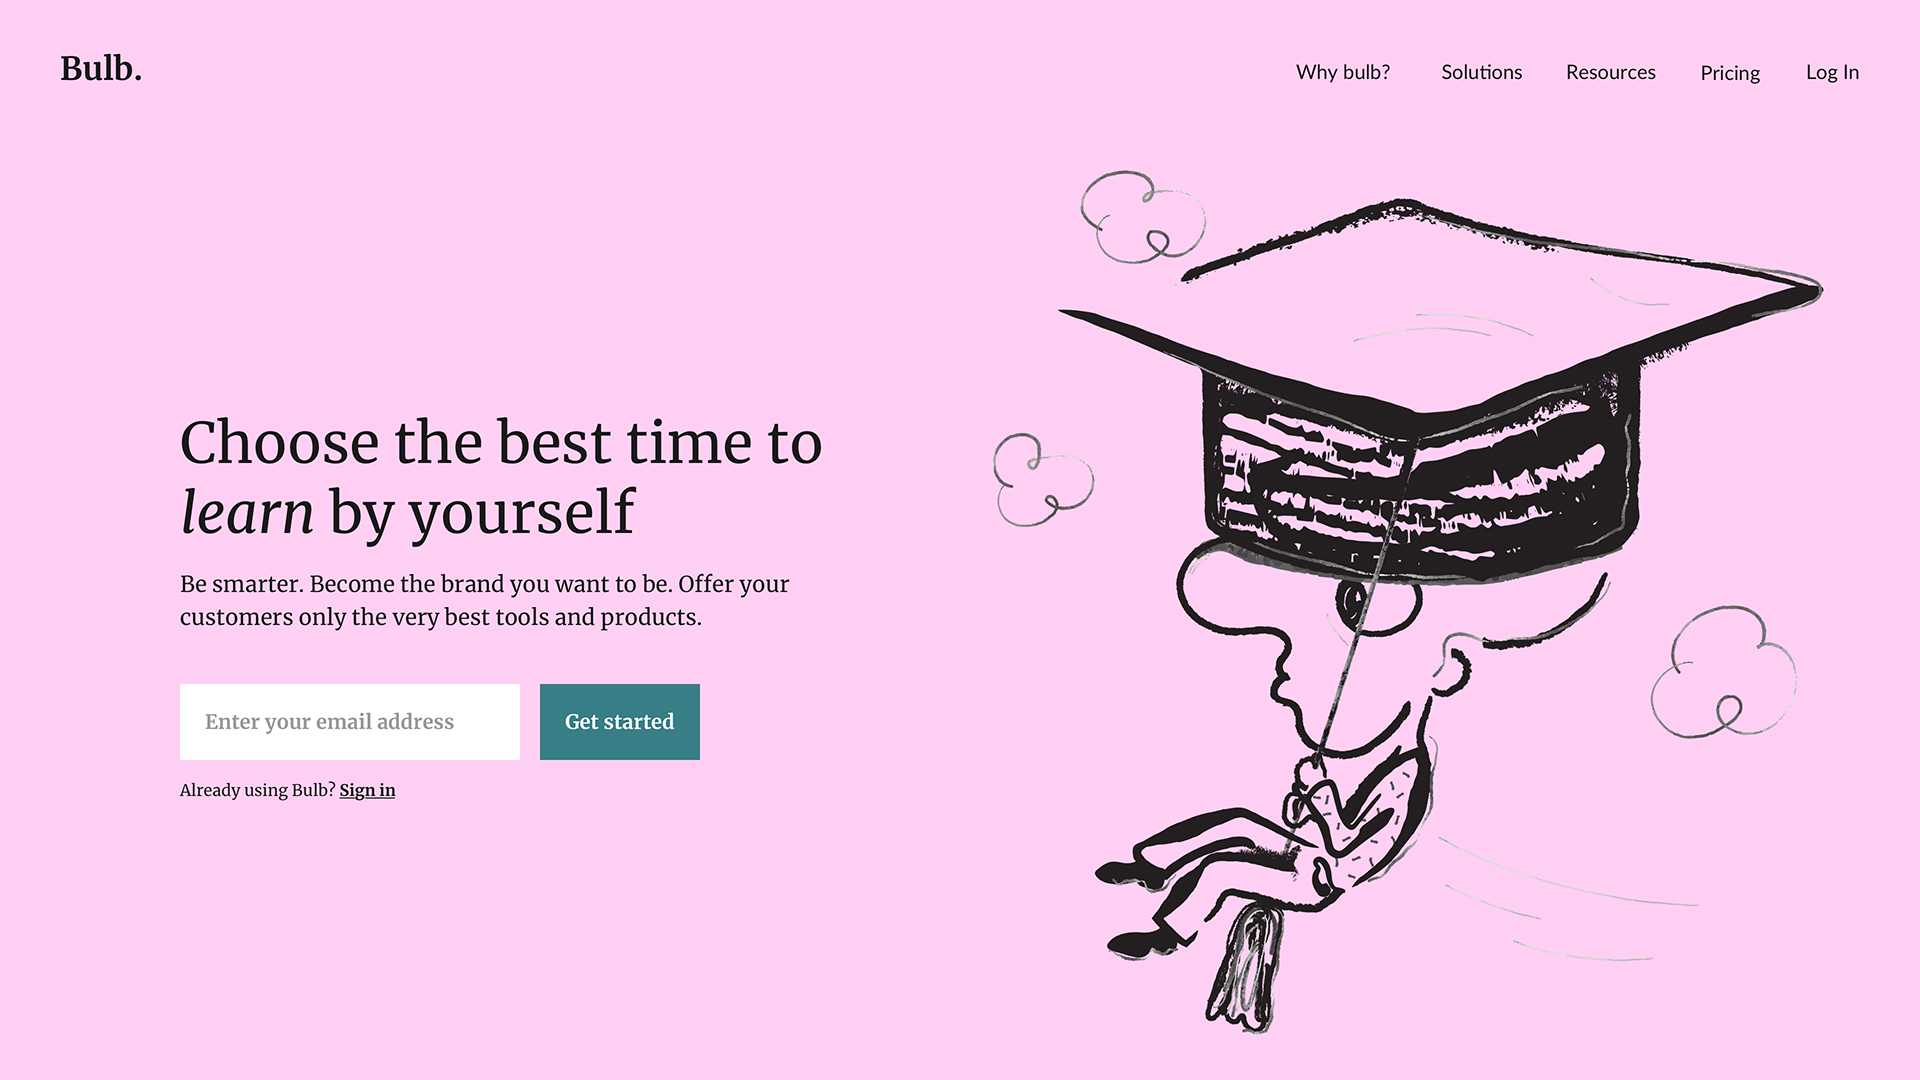 Bulb.
Why bulb?
Solutions
Resources
Pricing
Log In
Choose the best time to
learn by yourself
Be smarter. Become the brand you want to be. Offer your
customers only the very best tools and products.
Enter your email address
Get started
Already using Bulb? Sign in